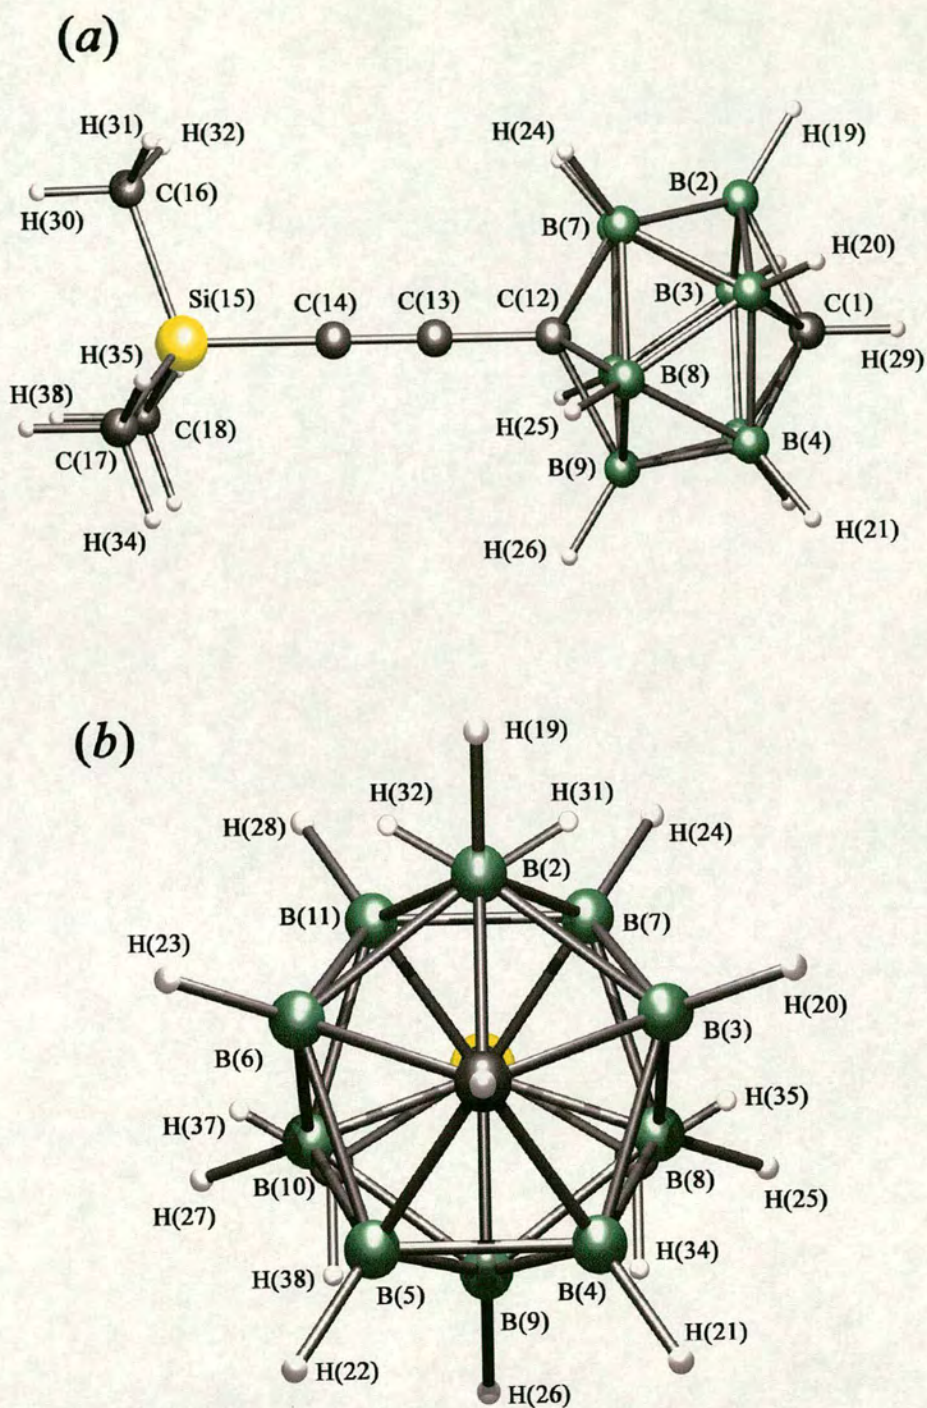 (a)
H(31) H(32)
H(24)
H(19)
C(16)
B(2)
H(30)
B(7)
H(20)
Si(15) C(14) C(13) C(12)
B(3) C(1)
H(35)
H(29)
H(38)
B(8)
C(18) H(25)
C(17)
B(9) B(4)
H(34)
H(21)
H(26)
(b)
H(19)
H(32) H(31)
H(28) H(24)
B(2)
B(11) B(7)
H(23)
H(20)
B(6) B(3)
H(35)
H(37)
B(10) B(8)
H(27) H(25)
H(34)
H(38) B(5) B(4)
B(9)
H(21)
H(22)
H(26)